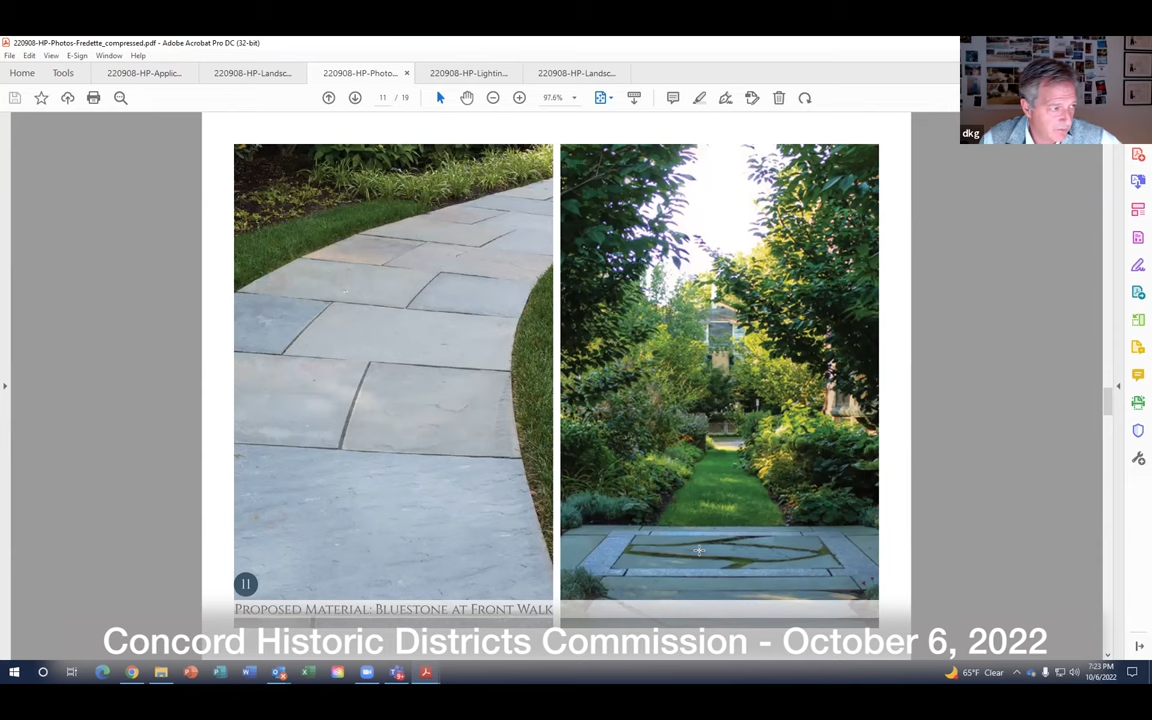 220908-HP-Photos-Fredette_compressed.pdf - Adobe Acrobat Pro DC (32-bit)
File Edit View E-Sign Window Help
Home Tools 220908-HP-Applic... 220908-HP-Landsc... 220908-HP-Photo... × 220908-HP-Lightin... 220908-HP-Landsc...
11 / 19 97.6%
dkg
11
Proposed Material: Bluestone at Front Walk
Concord Historic Districts Commission - October 6, 2022
65°F Clear
7:23 PM
10/6/2022